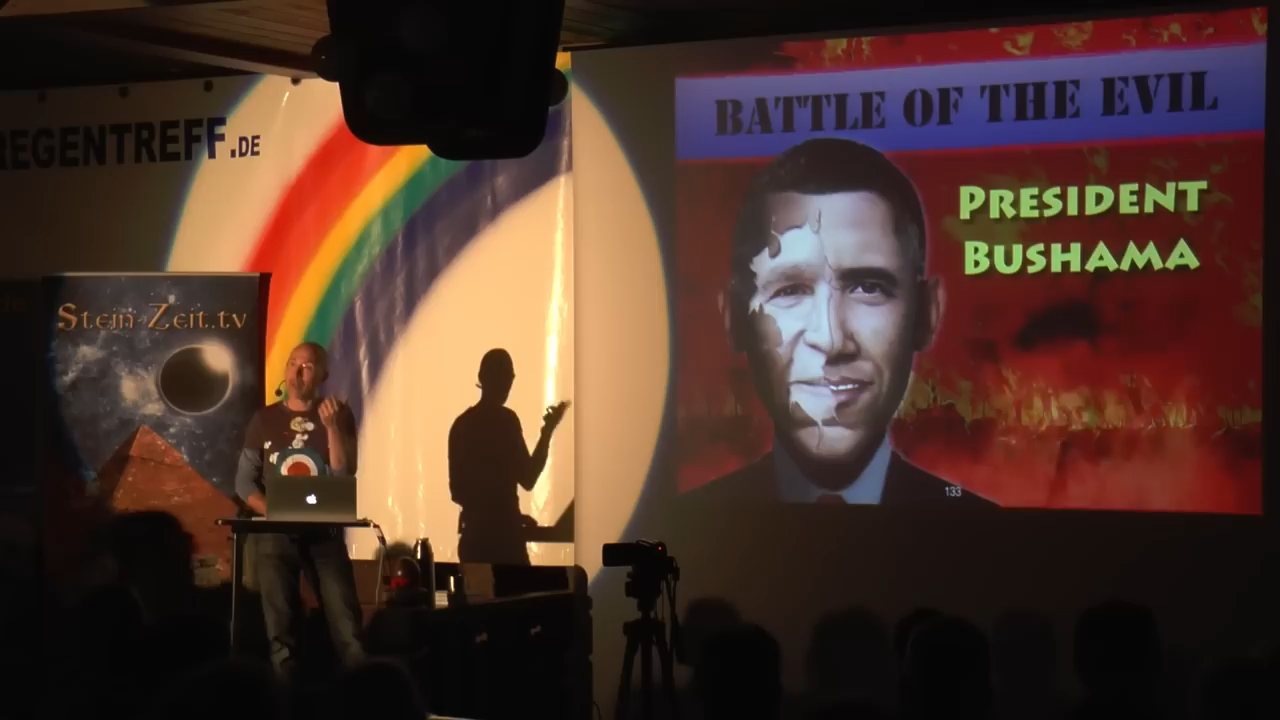 REGENTREFF.DE
BATTLE OF THE EVIL
PRESIDENT
BUSHAMA
Stein-Zeit.tv
133